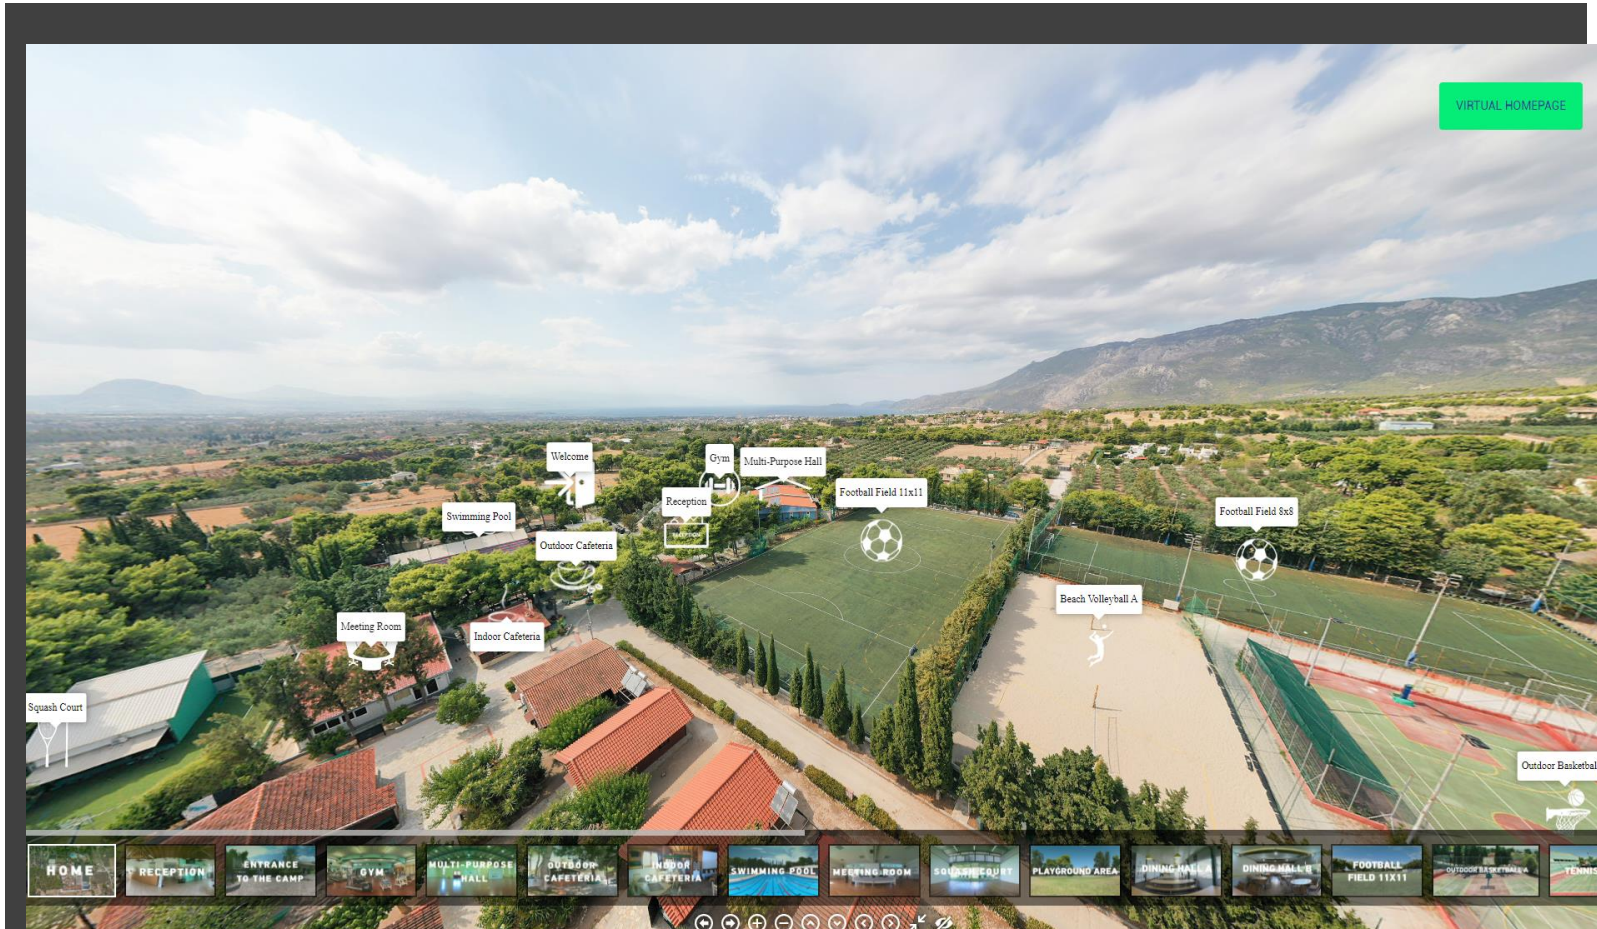 VIRTUAL HOMEPAGE
Welcome
Gym
Multi-Purpose Hall
Football Field 11x11
Reception
RECEPTION
Swimming Pool
Football Field 8x8
Outdoor Cafeteria
Beach Volleyball A
Meeting Room
Indoor Cafeteria
Squash Court
Outdoor Basketbal
HOME
RECEPTION
ENTRANCE
TO THE CAMP
GYM
MULTI-PURPOSE
HALL
OUTDOOR
CAFETERIA
INDOOR
CAFETERIA
SWIMMING POOL
MEETING ROOM
SQUASH COURT
PLAYGROUND AREA
DINING HALL A
DINING HALL B
FOOTBALL
FIELD 11X11
OUTDOOR BASKETBALL A
TENNIS